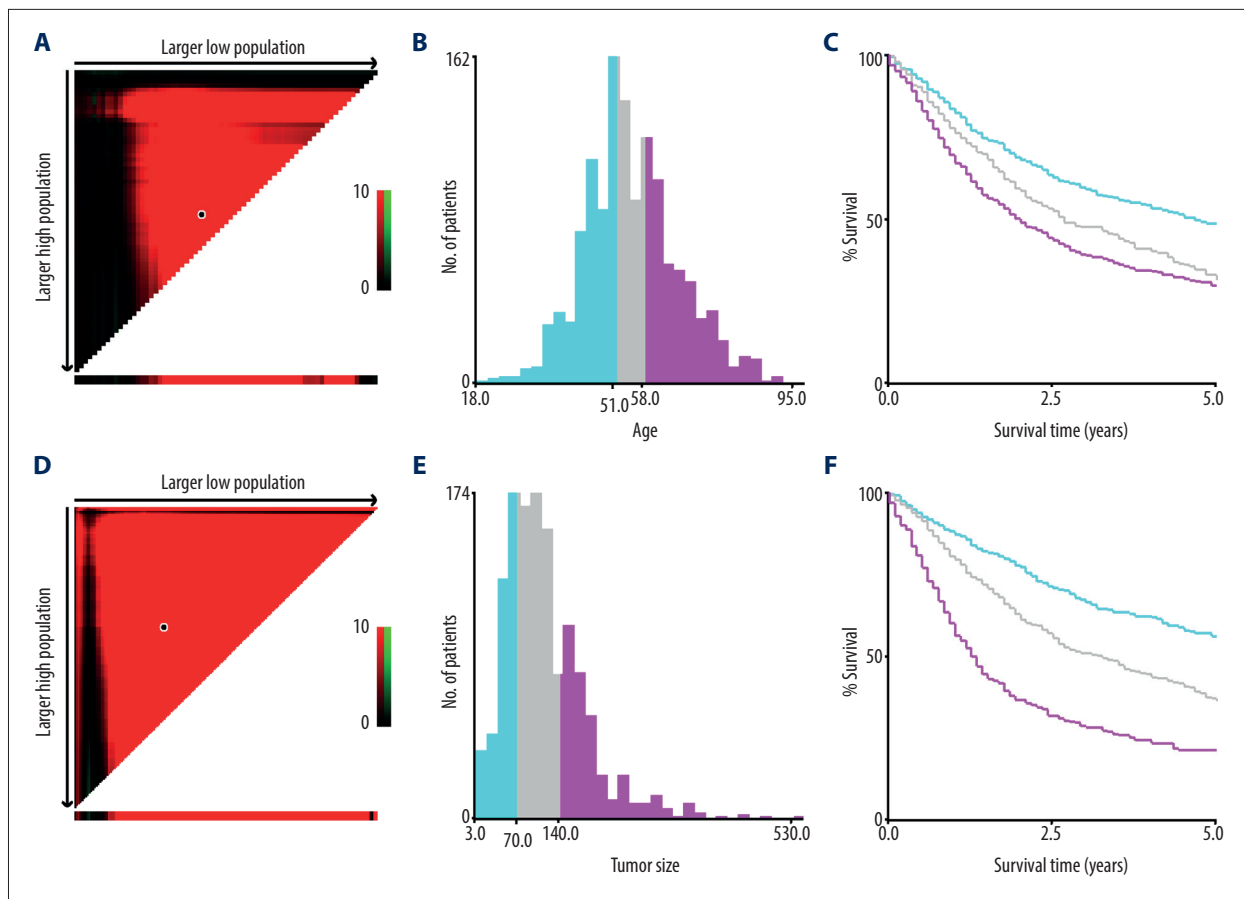 A
Larger low population
Larger high population
10
0
B
162
No. of patients
0
18.0
51.0
58.0
95.0
Age
C
100
% Survival
50
0
0.0
2.5
5.0
Survival time (years)
D
Larger low population
Larger high population
10
0
E
174
No. of patients
0
3.0
70.0
140.0
530.0
Tumor size
F
100
% Survival
50
0
0.0
2.5
5.0
Survival time (years)